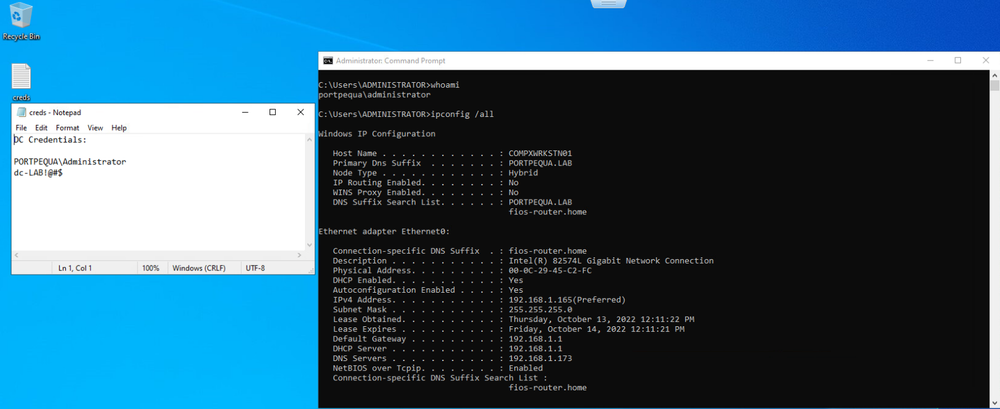 Recycle Bin
creds
creds - Notepad
File Edit Format View Help
DC Credentials:
PORTPEQUA\Administrator
dc-LAB!@#$
Ln 1, Col 1 100% Windows (CRLF) UTF-8
Administrator: Command Prompt
C:\Users\ADMINISTRATOR>whoami
portpequa\administrator
C:\Users\ADMINISTRATOR>ipconfig /all
Windows IP Configuration
Host Name . . . . . . . . . . . . : COMPXWRKSTN01
Primary Dns Suffix . . . . . . . : PORTPEQUA.LAB
Node Type . . . . . . . . . . . . : Hybrid
IP Routing Enabled. . . . . . . . : No
WINS Proxy Enabled. . . . . . . . : No
DNS Suffix Search List. . . . . . : PORTPEQUA.LAB
fios-router.home
Ethernet adapter Ethernet0:
Connection-specific DNS Suffix . : fios-router.home
Description . . . . . . . . . . . : Intel(R) 82574L Gigabit Network Connection
Physical Address. . . . . . . . . : 00-0C-29-45-C2-FC
DHCP Enabled. . . . . . . . . . . : Yes
Autoconfiguration Enabled . . . . : Yes
IPv4 Address. . . . . . . . . . . : 192.168.1.165(Preferred)
Subnet Mask . . . . . . . . . . . : 255.255.255.0
Lease Obtained. . . . . . . . . . : Thursday, October 13, 2022 12:11:22 PM
Lease Expires . . . . . . . . . . : Friday, October 14, 2022 12:11:21 PM
Default Gateway . . . . . . . . . : 192.168.1.1
DHCP Server . . . . . . . . . . . : 192.168.1.1
DNS Servers . . . . . . . . . . . : 192.168.1.173
NetBIOS over Tcpip. . . . . . . . : Enabled
Connection-specific DNS Suffix Search List :
fios-router.home